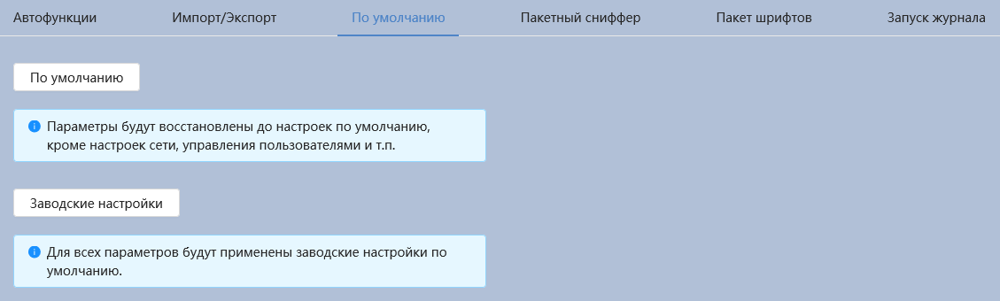 Автофункции Импорт/Экспорт По умолчанию Пакетный сниффер Пакет шрифтов Запуск журнала
По умолчанию
Параметры будут восстановлены до настроек по умолчанию,
кроме настроек сети, управления пользователями и т.п.
Заводские настройки
Для всех параметров будут применены заводские настройки по
умолчанию.